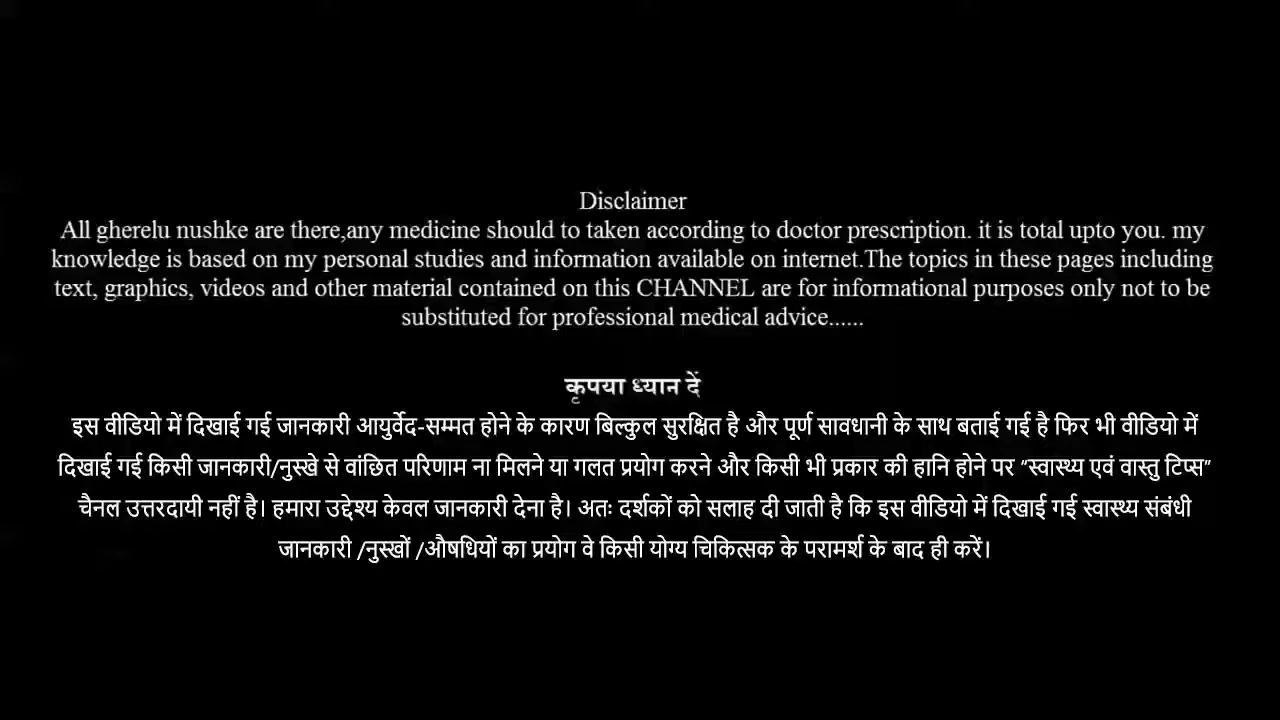 Disclaimer
All gherelu nushke are there,any medicine should to taken according to doctor prescription. it is total upto you. my
knowledge is based on my personal studies and information available on internet.The topics in these pages including
text, graphics, videos and other material contained on this CHANNEL are for informational purposes only not to be
substituted for professional medical advice......
कृपया ध्यान दें
इस वीडियो में दिखाई गई जानकारी आयुर्वेद-सम्मत होने के कारण बिल्कुल सुरक्षित है और पूर्ण सावधानी के साथ बताई गई है फिर भी वीडियो में
दिखाई गई किसी जानकारी/नुस्खे से वांछित परिणाम ना मिलने या गलत प्रयोग करने और किसी भी प्रकार की हानि होने पर “स्वास्थ्य एवं वास्तु टिप्स”
चैनल उत्तरदायी नहीं है। हमारा उद्देश्य केवल जानकारी देना है। अतः दर्शकों को सलाह दी जाती है कि इस वीडियो में दिखाई गई स्वास्थ्य संबंधी
जानकारी /नुस्खों /औषधियों का प्रयोग वे किसी योग्य चिकित्सक के परामर्श के बाद ही करें।